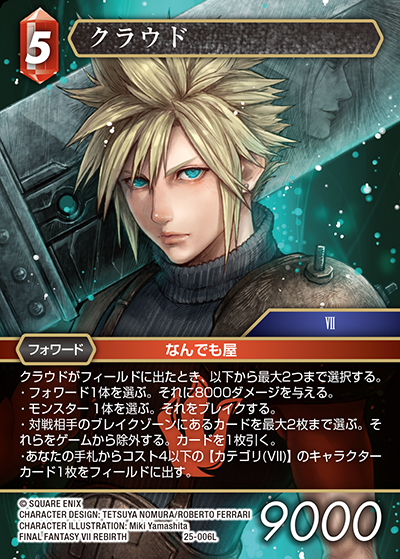 5
クラウド
VII
フォワード
なんでも屋
クラウドがフィールドに出たとき、以下から最大2つまで選択する。
・フォワード1体を選ぶ。それに8000ダメージを与える。
・モンスター 1体を選ぶ。それをブレイクする。
・対戦相手のブレイクゾーンにあるカードを最大2枚まで選ぶ。そ
れらをゲームから除外する。カードを1枚引く。
・あなたの手札からコスト4以下の【カテゴリ(VII)】のキャラクター
カード1枚をフィールドに出す。
© SQUARE ENIX
CHARACTER DESIGN: TETSUYA NOMURA/ROBERTO FERRARI
CHARACTER ILLUSTRATION: Miki Yamashita
FINAL FANTASY VII REBIRTH 25-006L
9000